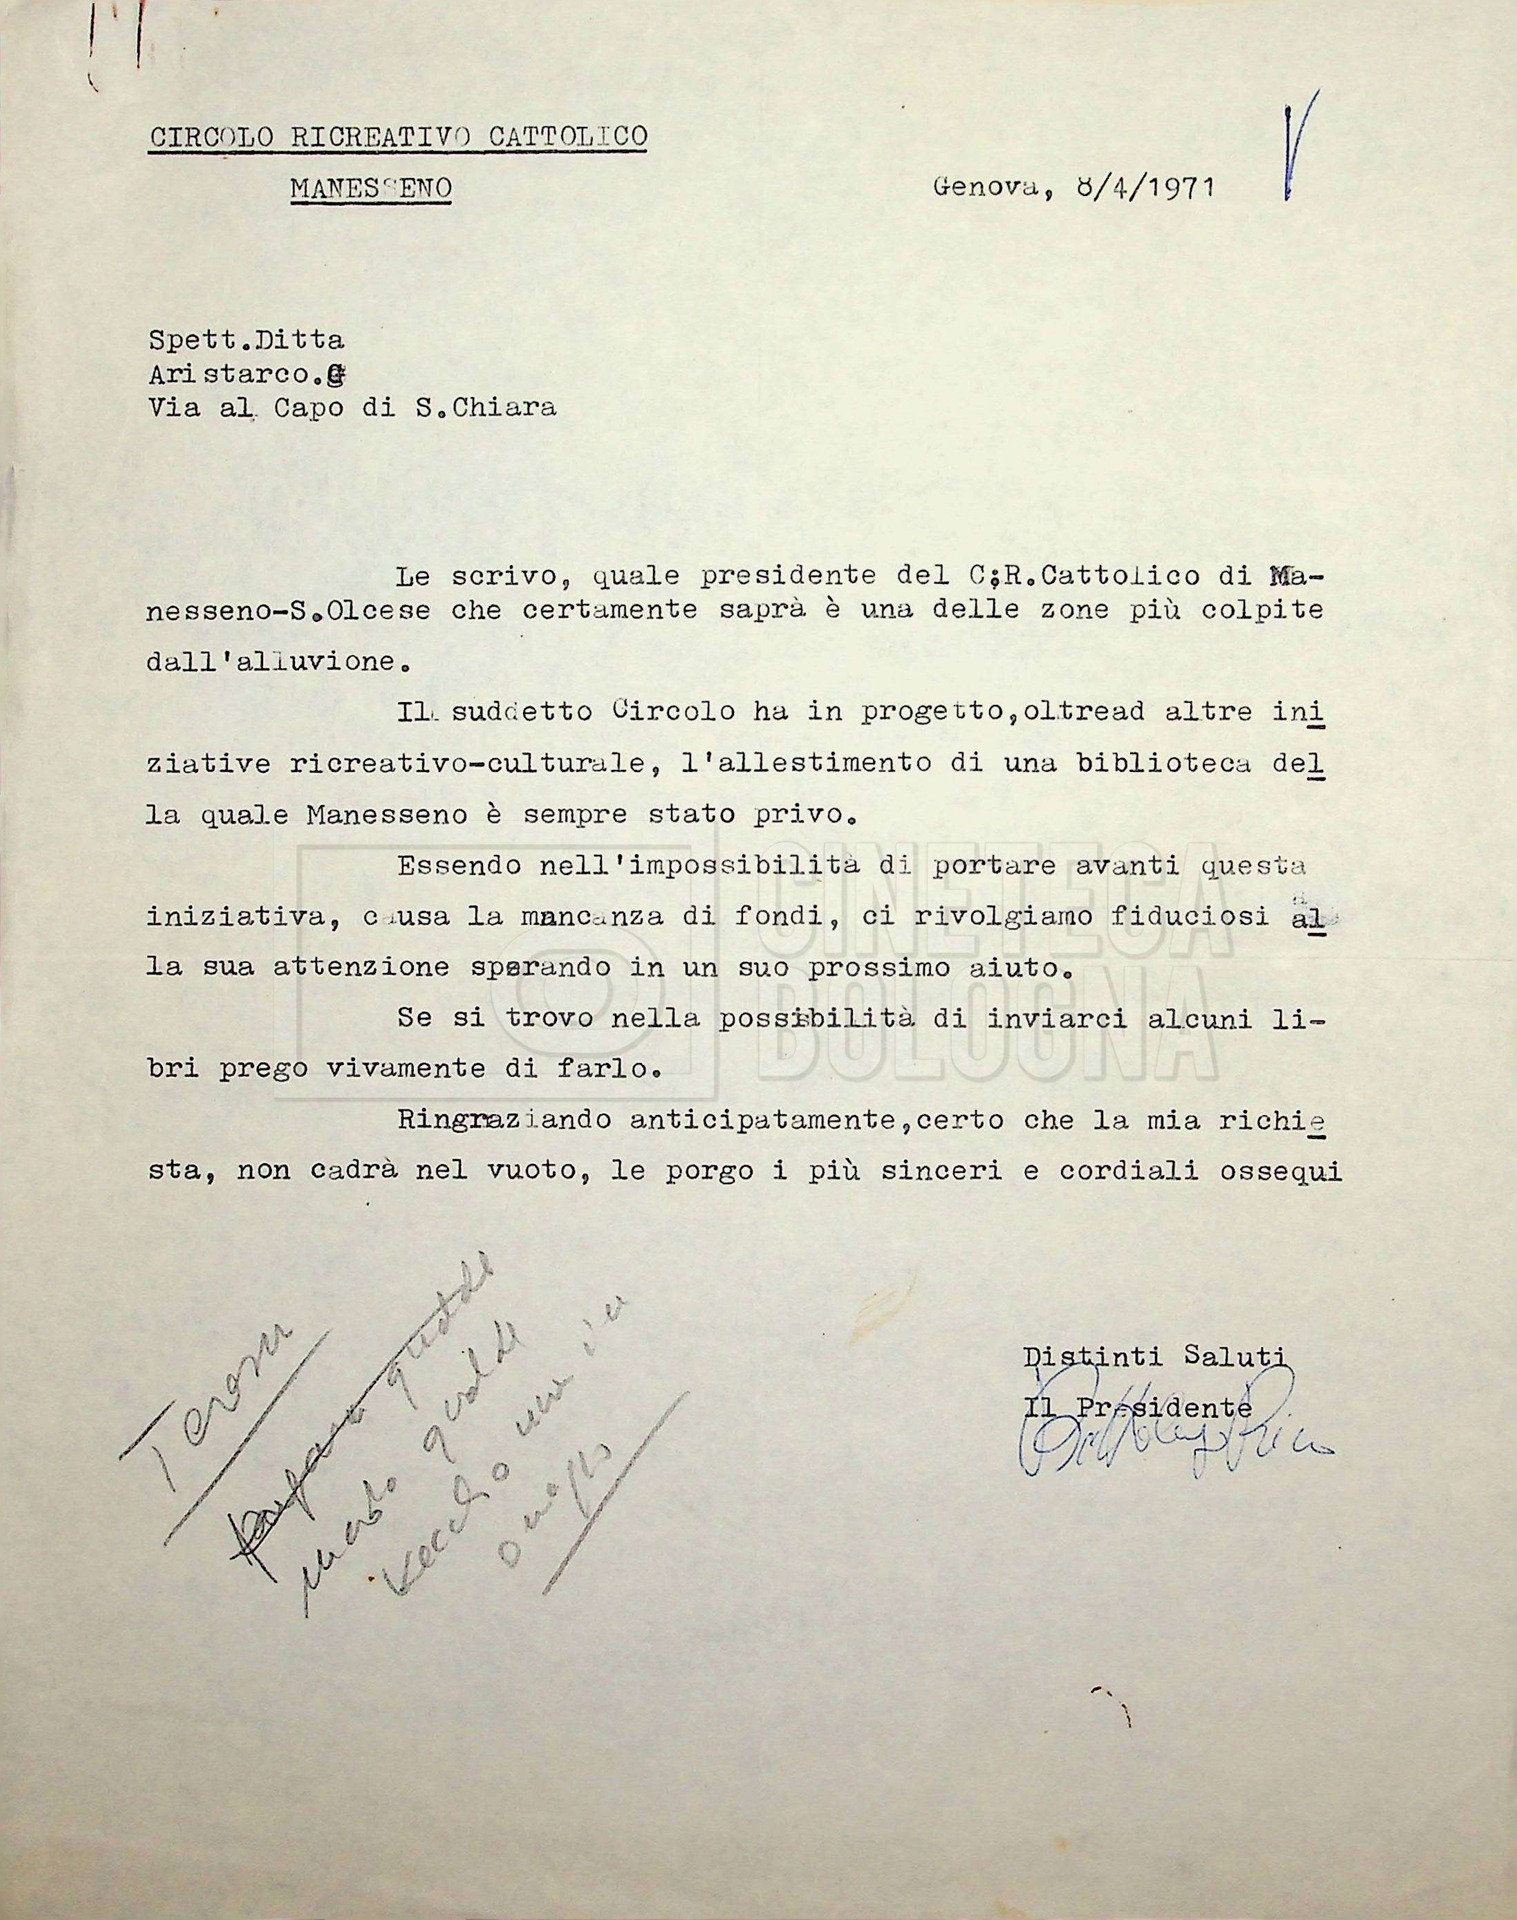 CIRCOLO RICREATIVO CATTOLICO
MANESSENO
Genova, 8/4/1971
Spett.Ditta
Aristarco.G
Via al Capo di S.Chiara
Le scrivo, quale presidente del C;R.Cattolico di Ma-
nesseno-S.Olcese che certamente saprà è una delle zone più colpite
dall'alluvione.
Il suddetto Circolo ha in progetto,oltread altre ini
ziative ricreativo-culturale, l'allestimento di una biblioteca del
la quale Manesseno è sempre stato privo.
Essendo nell'impossibilità di portare avanti questa
iniziativa, causa la mancanza di fondi, ci rivolgiamo fiduciosi al
la sua attenzione sperando in un suo prossimo aiuto.
Se si trovo nella possibilità di inviarci alcuni li-
bri prego vivamente di farlo.
Ringraziando anticipatamente,certo che la mia richie
sta, non cadrà nel vuoto, le porgo i più sinceri e cordiali ossequi
Distinti Saluti
Il Presidente
CINETECA
BOLOGNA